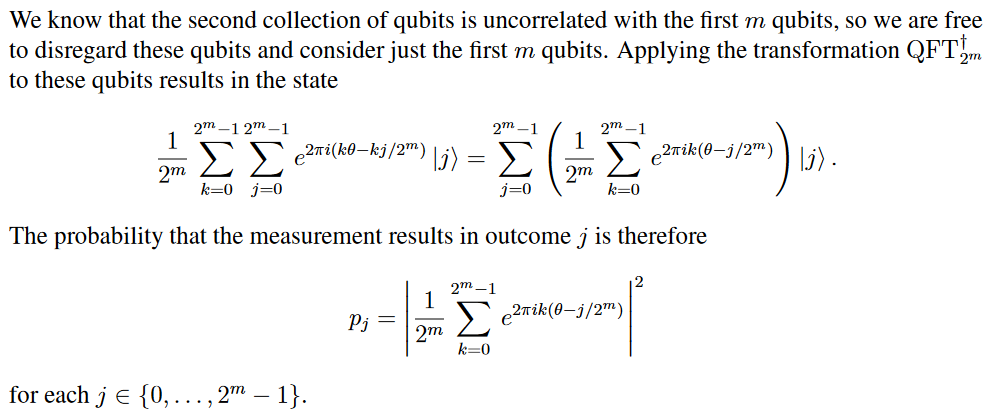 We know that the second collection of qubits is uncorrelated with the first m qubits, so we are free
to disregard these qubits and consider just the first m qubits. Applying the transformation QFT†_{2^m}
to these qubits results in the state
\frac{1}{2^m} \sum_{k=0}^{2^m-1} \sum_{j=0}^{2^m-1} e^{2\pi i(k\theta - kj/2^m)} |j\rangle = \sum_{j=0}^{2^m-1} \left( \frac{1}{2^m} \sum_{k=0}^{2^m-1} e^{2\pi ik(\theta - j/2^m)} \right) |j\rangle .
The probability that the measurement results in outcome j is therefore
p_j = \left| \frac{1}{2^m} \sum_{k=0}^{2^m-1} e^{2\pi ik(\theta - j/2^m)} \right|^2
for each j ∈ {0, . . . , 2^m − 1}.